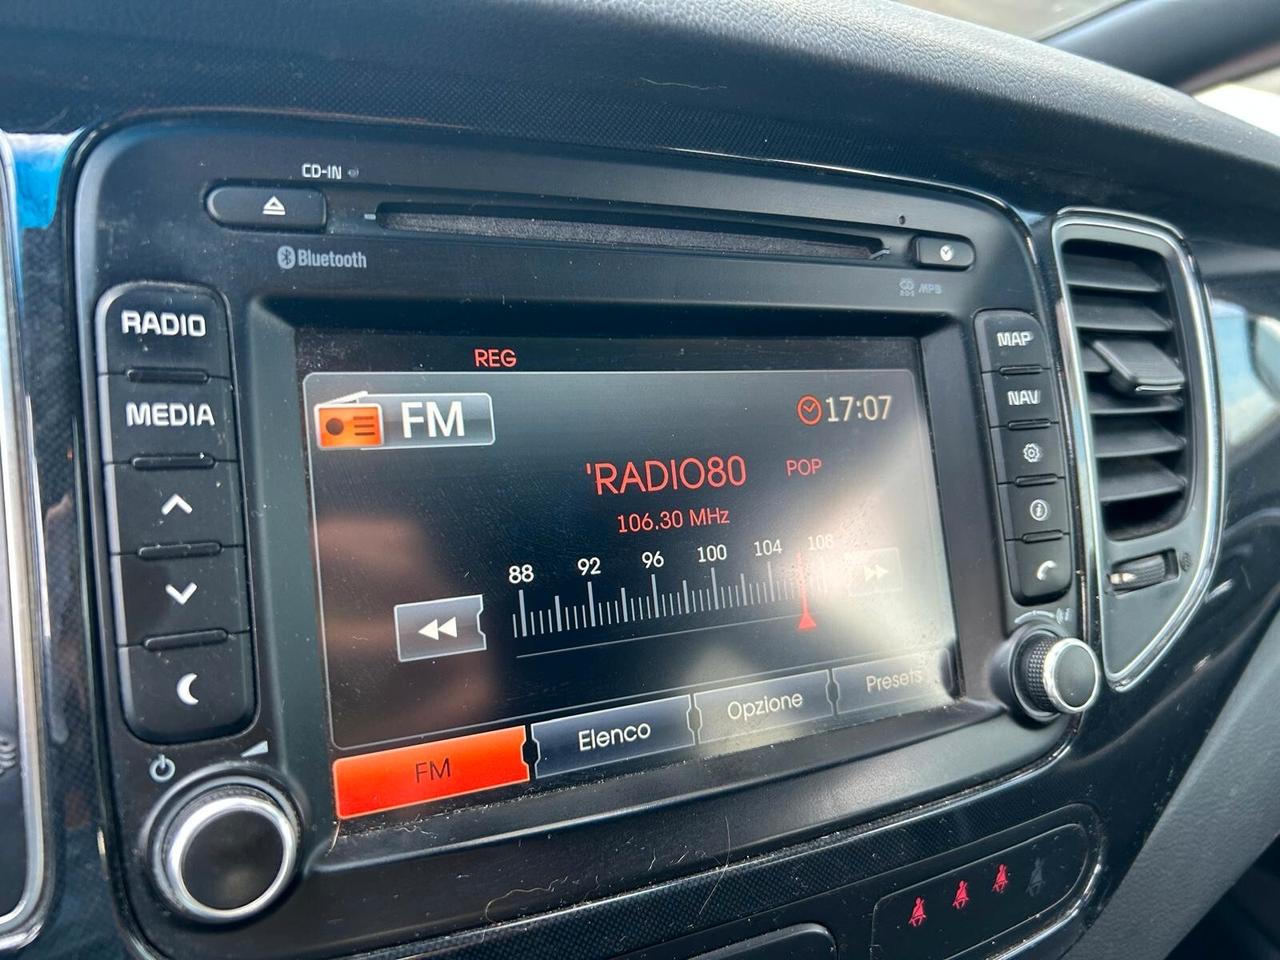 CD-IN
Bluetooth
RDS MP3
RADIO
MEDIA
MAP
NAV
REG
FM
17:07
'RADIO80 POP
106.30 MHz
88 92 96 100 104 108
FM Elenco Opzione Presets